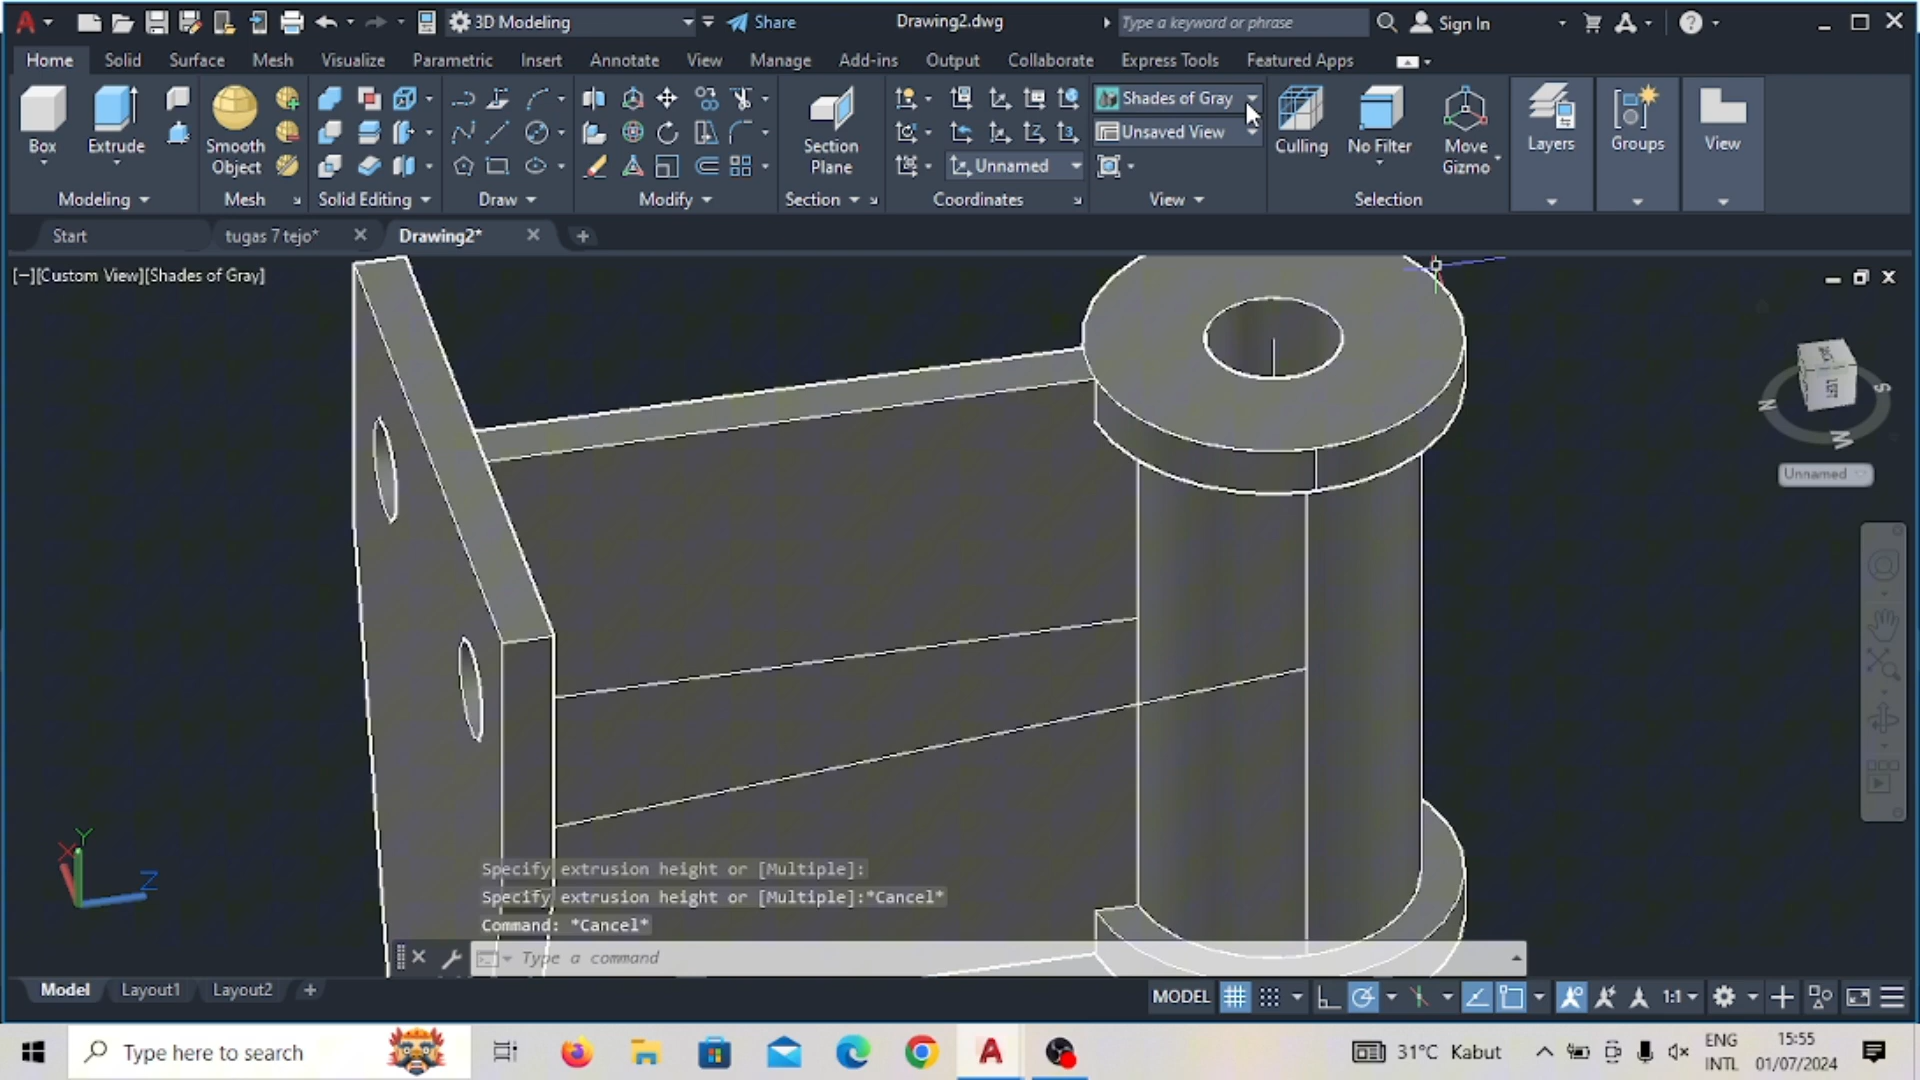 3D Modeling
Share
Drawing2.dwg
Type a keyword or phrase
Sign In
Home
Solid
Surface
Mesh
Visualize
Parametric
Insert
Annotate
View
Manage
Add-ins
Output
Collaborate
Express Tools
Featured Apps
Box
Extrude
Smooth
Object
Section
Plane
Unnamed
Shades of Gray
Unsaved View
Culling
No Filter
Move
Gizmo
Layers
Groups
View
Modeling
Mesh
Solid Editing
Draw
Modify
Section
Coordinates
View
Selection
Start
tugas 7 tejo*
Drawing2*
[−][Custom View][Shades of Gray]
BACK
LEFT
N
S
W
Unnamed
X
Y
Z
Specify extrusion height or [Multiple]:
Specify extrusion height or [Multiple]:*Cancel*
Command: *Cancel*
Type a command
Model
Layout1
Layout2
MODEL
1:1
Type here to search
31°C Kabut
ENG
INTL
15:55
01/07/2024